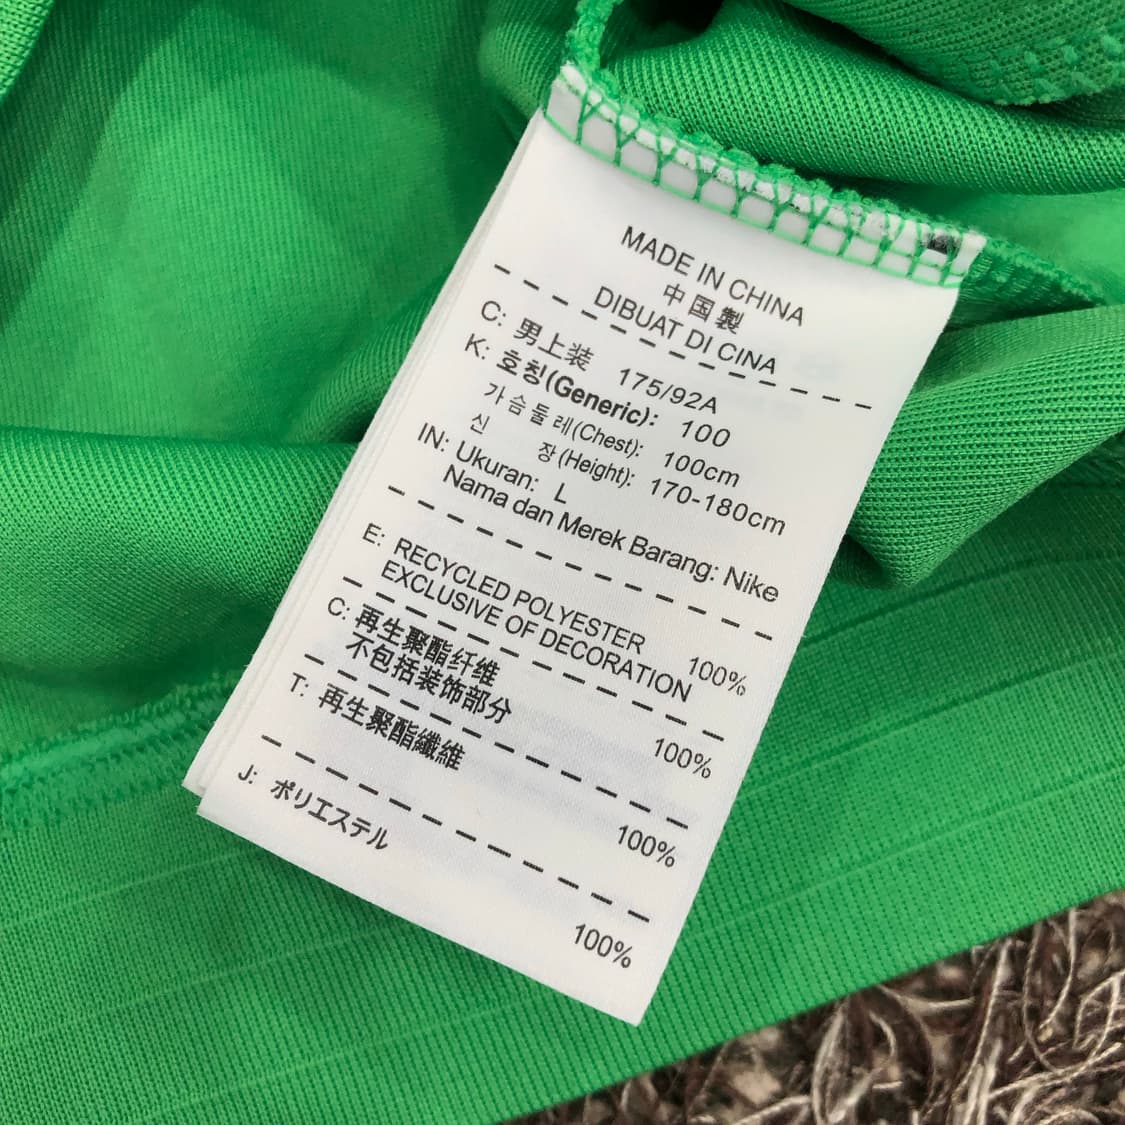 MADE IN CHINA
中国製
DIBUAT DI CINA
C: 男上装 175/92A
K: 호칭(Generic): 100
가슴둘레(Chest): 100cm
신 장(Height): 170-180cm
IN: Ukuran: L
Nama dan Merek Barang: Nike
E: RECYCLED POLYESTER 100%
EXCLUSIVE OF DECORATION
C: 再生聚酯纤维 100%
不包括装饰部分
T: 再生聚酯纖維 100%
J: ポリエステル 100%